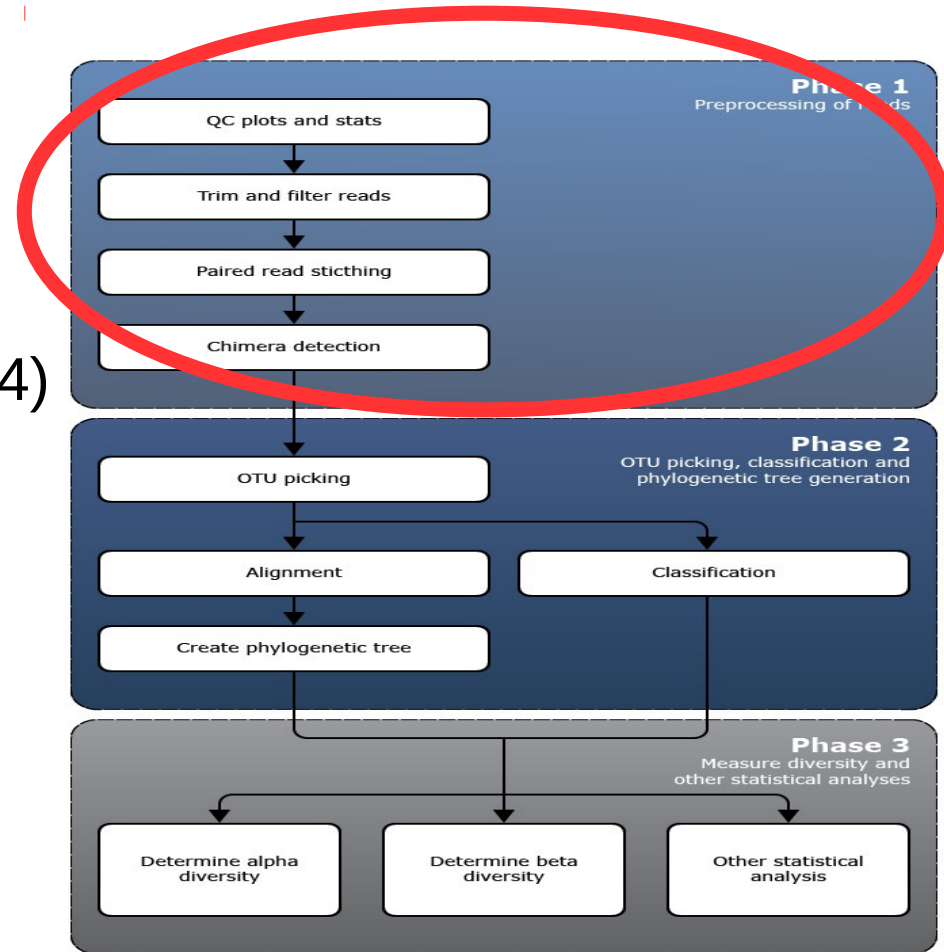 Phase 1
Preprocessing of reads
QC plots and stats
Trim and filter reads
Paired read sticthing
Chimera detection
4)
Phase 2
OTU picking, classification and
phylogenetic tree generation
OTU picking
Alignment
Classification
Create phylogenetic tree
Phase 3
Measure diversity and
other statistical analyses
Determine alpha
diversity
Determine beta
diversity
Other statistical
analysis